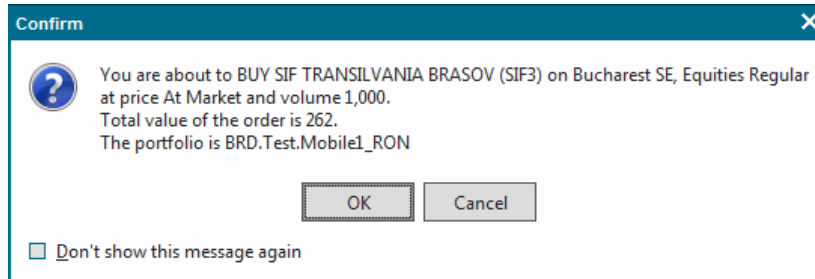 Confirm
You are about to BUY SIF TRANSILVANIA BRASOV (SIF3) on Bucharest SE, Equities Regular
at price At Market and volume 1,000.
Total value of the order is 262.
The portfolio is BRD.Test.Mobile1_RON
OK
Cancel
Don't show this message again